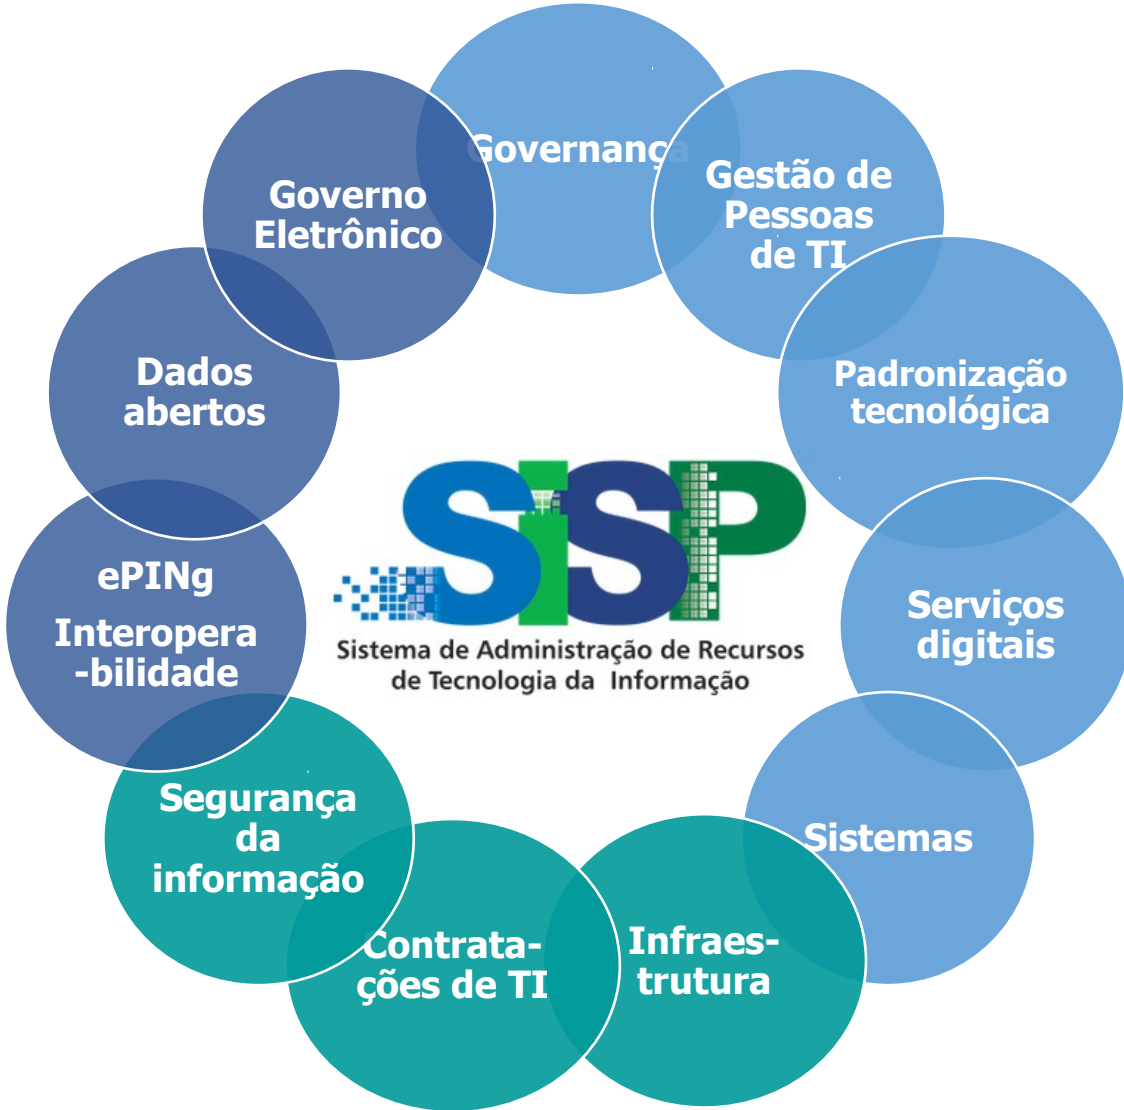 Governança
Gestão de
Pessoas
de TI
Padronização
tecnológica
Serviços
digitais
Sistemas
Infraes-
trutura
Contrata-
ções de TI
Segurança
da
informação
ePINg
Interopera
-bilidade
Dados
abertos
Governo
Eletrônico
SiSP
Sistema de Administração de Recursos
de Tecnologia da Informação